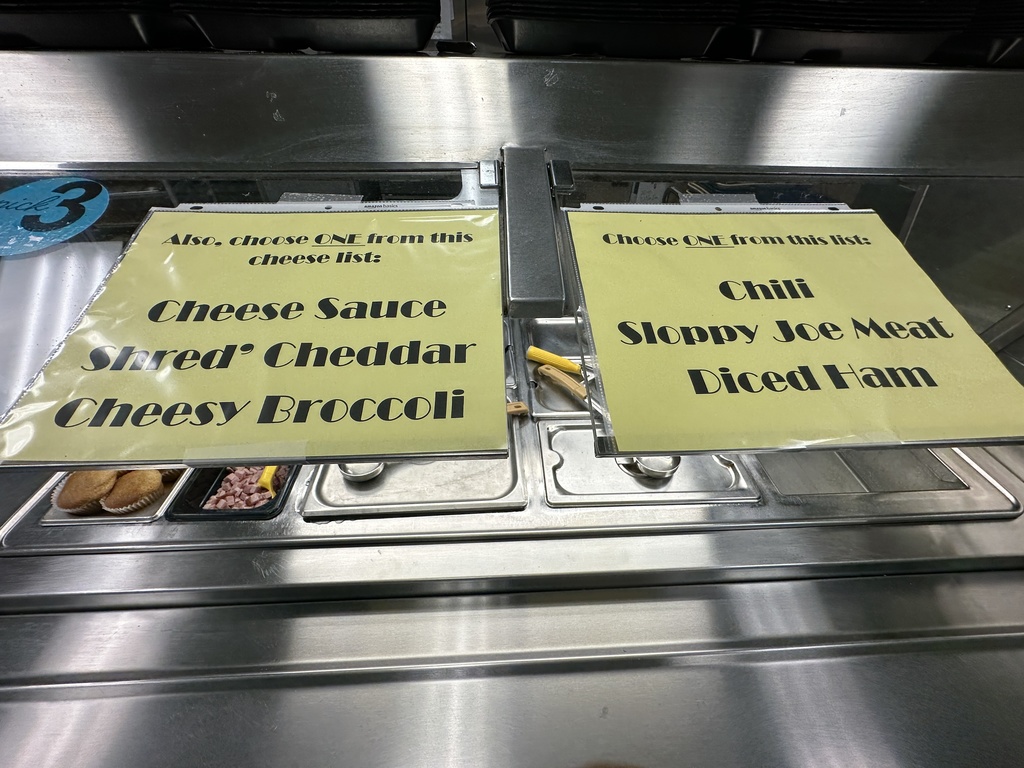 pick
3
Also, choose ONE from this
cheese list:
Cheese Sauce
Shred' Cheddar
Cheesy Broccoli
Choose ONE from this list:
Chili
Sloppy Joe Meat
Diced Ham